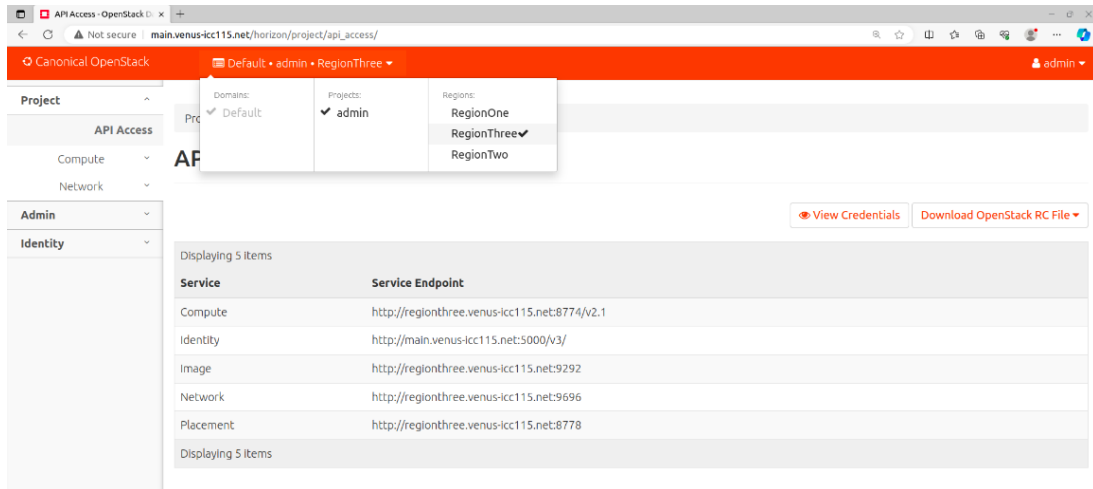 API Access - OpenStack Da
Not secure main.venus-icc115.net/horizon/project/api_access/
Canonical OpenStack Default • admin • RegionThree admin
Project
API Access
Compute
Network
Admin
Identity
Domains: Projects: Regions:
Default admin RegionOne
RegionThree
RegionTwo
View Credentials Download OpenStack RC File
Displaying 5 items
Service Service Endpoint
Compute http://regionthree.venus-icc115.net:8774/v2.1
Identity http://main.venus-icc115.net:5000/v3/
Image http://regionthree.venus-icc115.net:9292
Network http://regionthree.venus-icc115.net:9696
Placement http://regionthree.venus-icc115.net:8778
Displaying 5 items